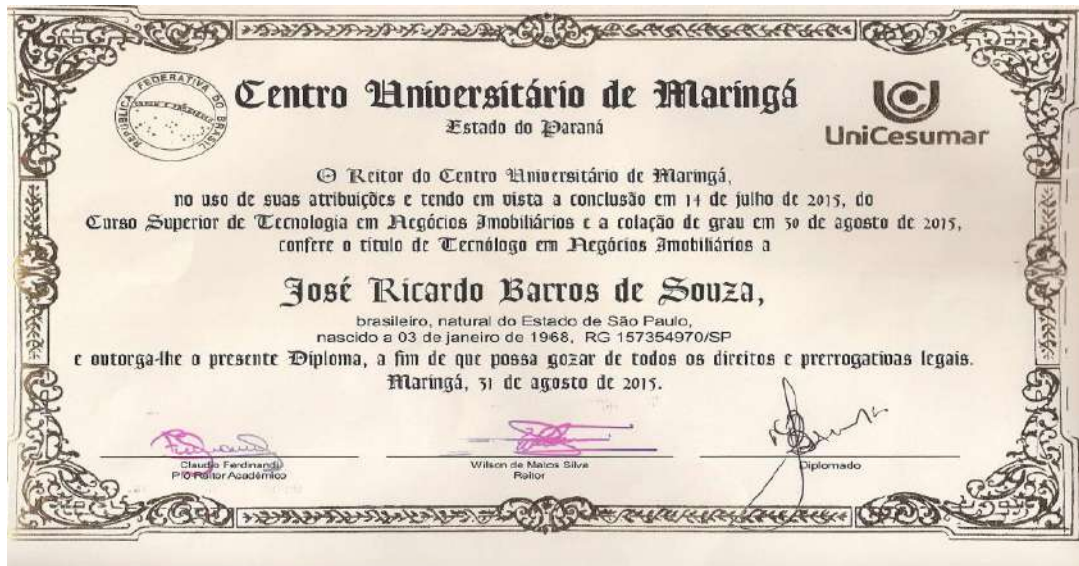 REPÚBLICA FEDERATIVA DO BRASIL
Centro Universitário de Maringá
Estado do Paraná
UniCesumar
O Reitor do Centro Universitário de Maringá,
no uso de suas atribuições e tendo em vista a conclusão em 14 de julho de 2015, do
Curso Superior de Tecnologia em Negócios Imobiliários e a colação de grau em 30 de agosto de 2015,
confere o título de Tecnólogo em Negócios Imobiliários a
José Ricardo Barros de Souza,
brasileiro, natural do Estado de São Paulo,
nascido a 03 de janeiro de 1968, RG 157354970/SP
e outorga-lhe o presente Diploma, a fim de que possa gozar de todos os direitos e prerrogativas legais.
Maringá, 31 de agosto de 2015.
Claudio Ferdinandi
Wilson de Matos Silva
Diplomado
Pró-Reitor Acadêmico
Reitor